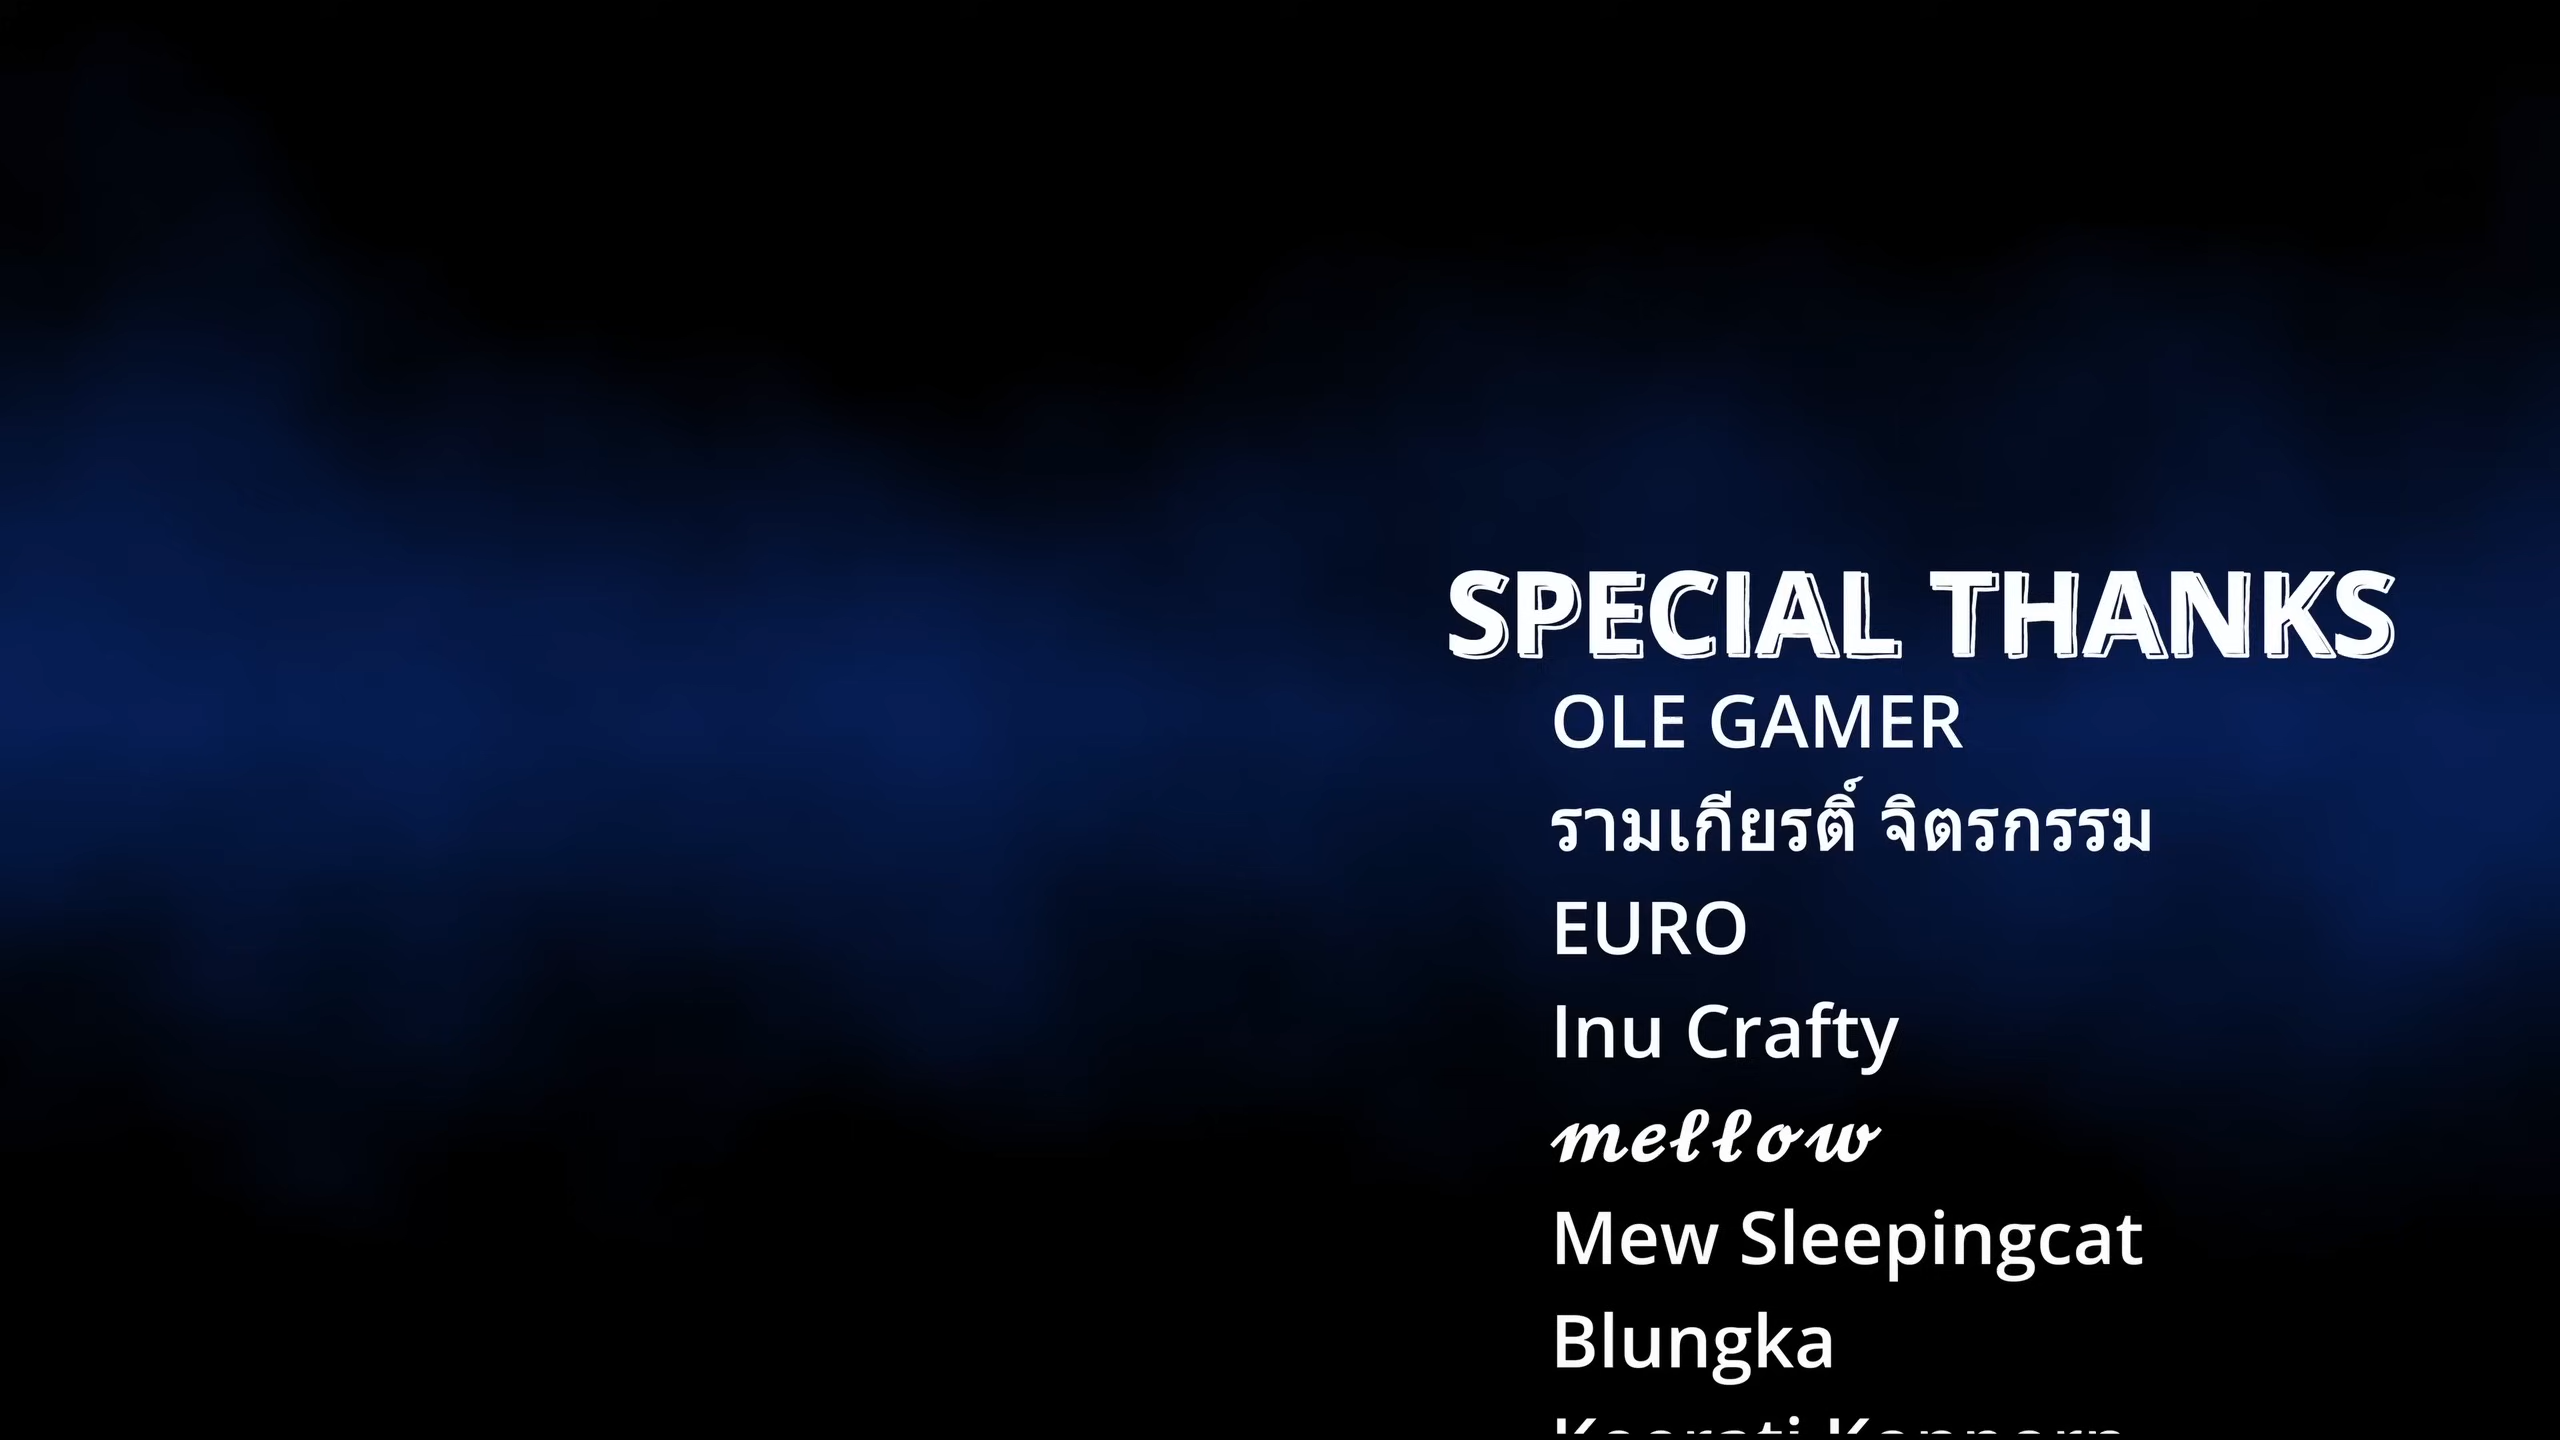 SPECIAL THANKS
OLE GAMER
รามเกียรติ์ จิตรกรรม
EURO
Inu Crafty
𝓶𝓮𝓵𝓵𝓸𝔀
Mew Sleepingcat
Blungka